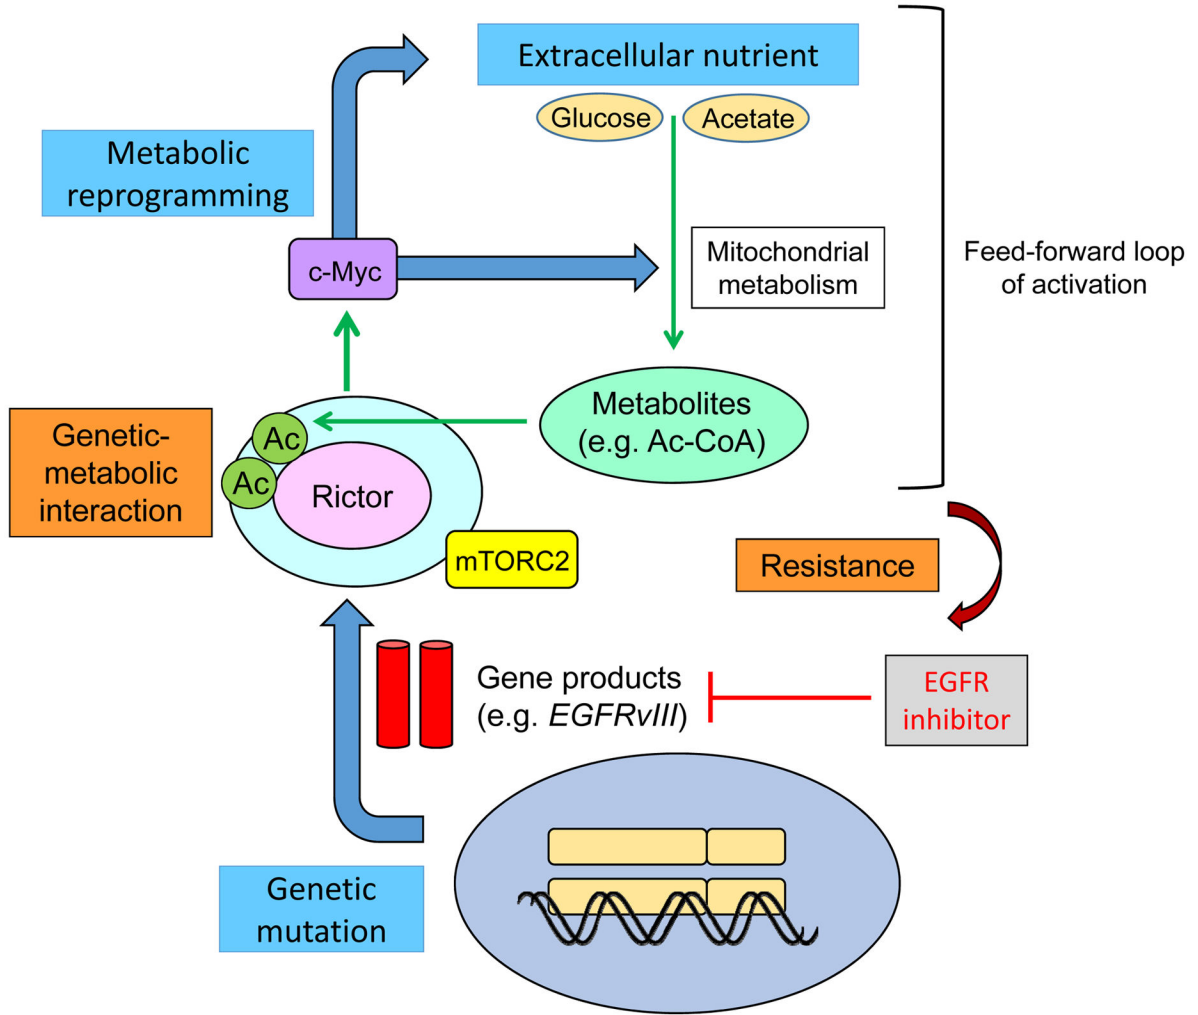 Extracellular nutrient
Glucose
Acetate
Metabolic
reprogramming
c-Myc
Mitochondrial
metabolism
Feed-forward loop
of activation
Metabolites
(e.g. Ac-CoA)
Genetic-
metabolic
interaction
Ac
Ac
Rictor
mTORC2
Resistance
Gene products
(e.g. EGFRvIII)
EGFR
inhibitor
Genetic
mutation